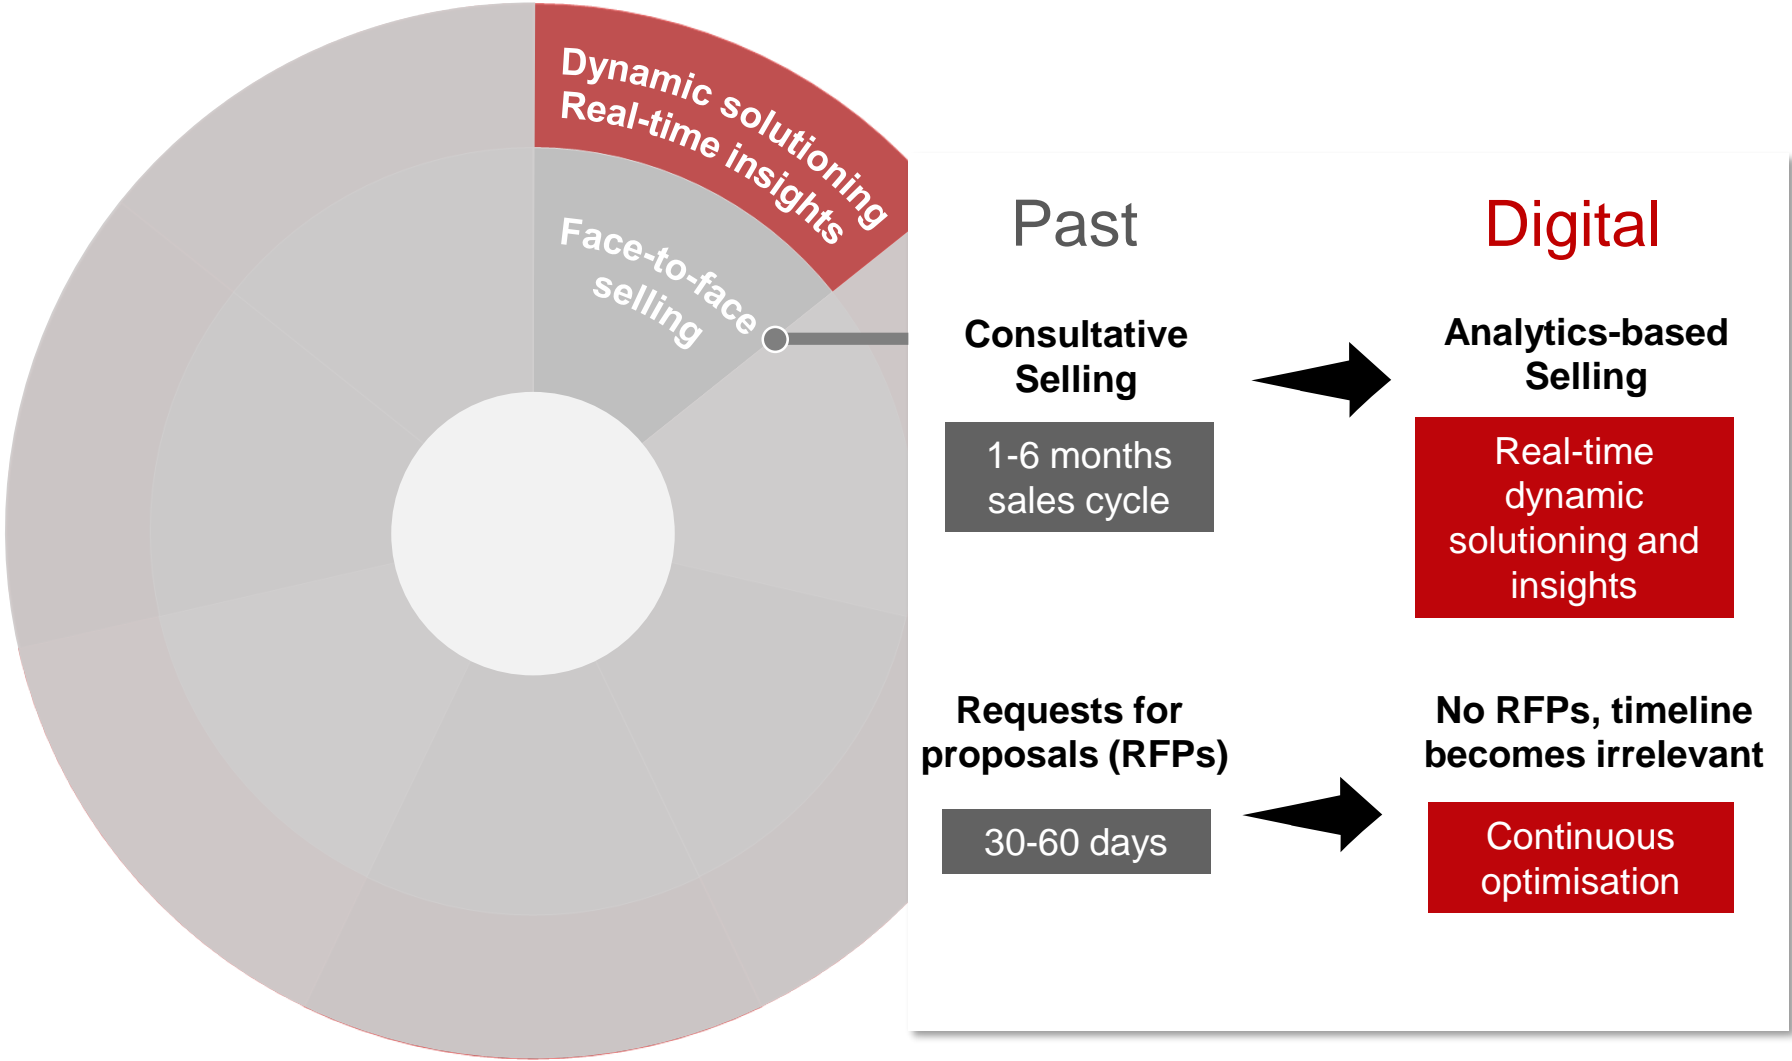 Dynamic solutioning
Real-time insights
Face-to-face
selling
Past
Digital
Consultative
Selling
Analytics-based
Selling
1-6 months
sales cycle
Real-time
dynamic
solutioning and
insights
Requests for
proposals (RFPs)
No RFPs, timeline
becomes irrelevant
30-60 days
Continuous
optimisation